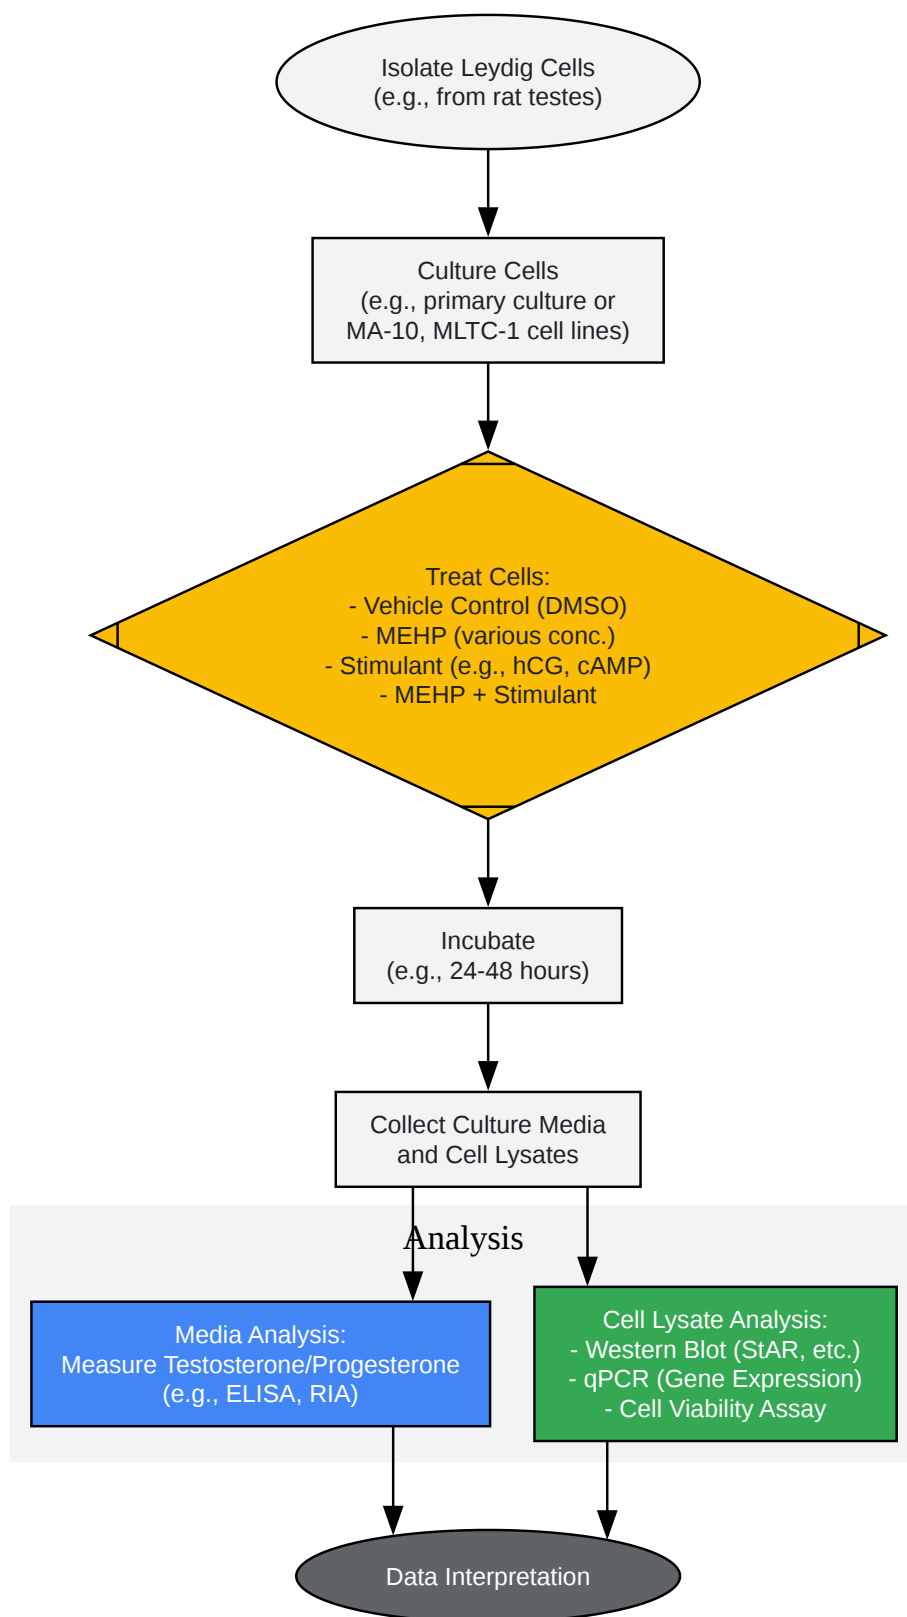 Isolate Leydig Cells
(e.g., from rat testes)
Culture Cells
(e.g., primary culture or
MA-10, MLTC-1 cell lines)
Treat Cells:
- Vehicle Control (DMSO)
- MEHP (various conc.)
- Stimulant (e.g., hCG, cAMP)
- MEHP + Stimulant
Incubate
(e.g., 24-48 hours)
Collect Culture Media
and Cell Lysates
Analysis
Media Analysis:
Measure Testosterone/Progesterone
(e.g., ELISA, RIA)
Cell Lysate Analysis:
- Western Blot (StAR, etc.)
- qPCR (Gene Expression)
- Cell Viability Assay
Data Interpretation